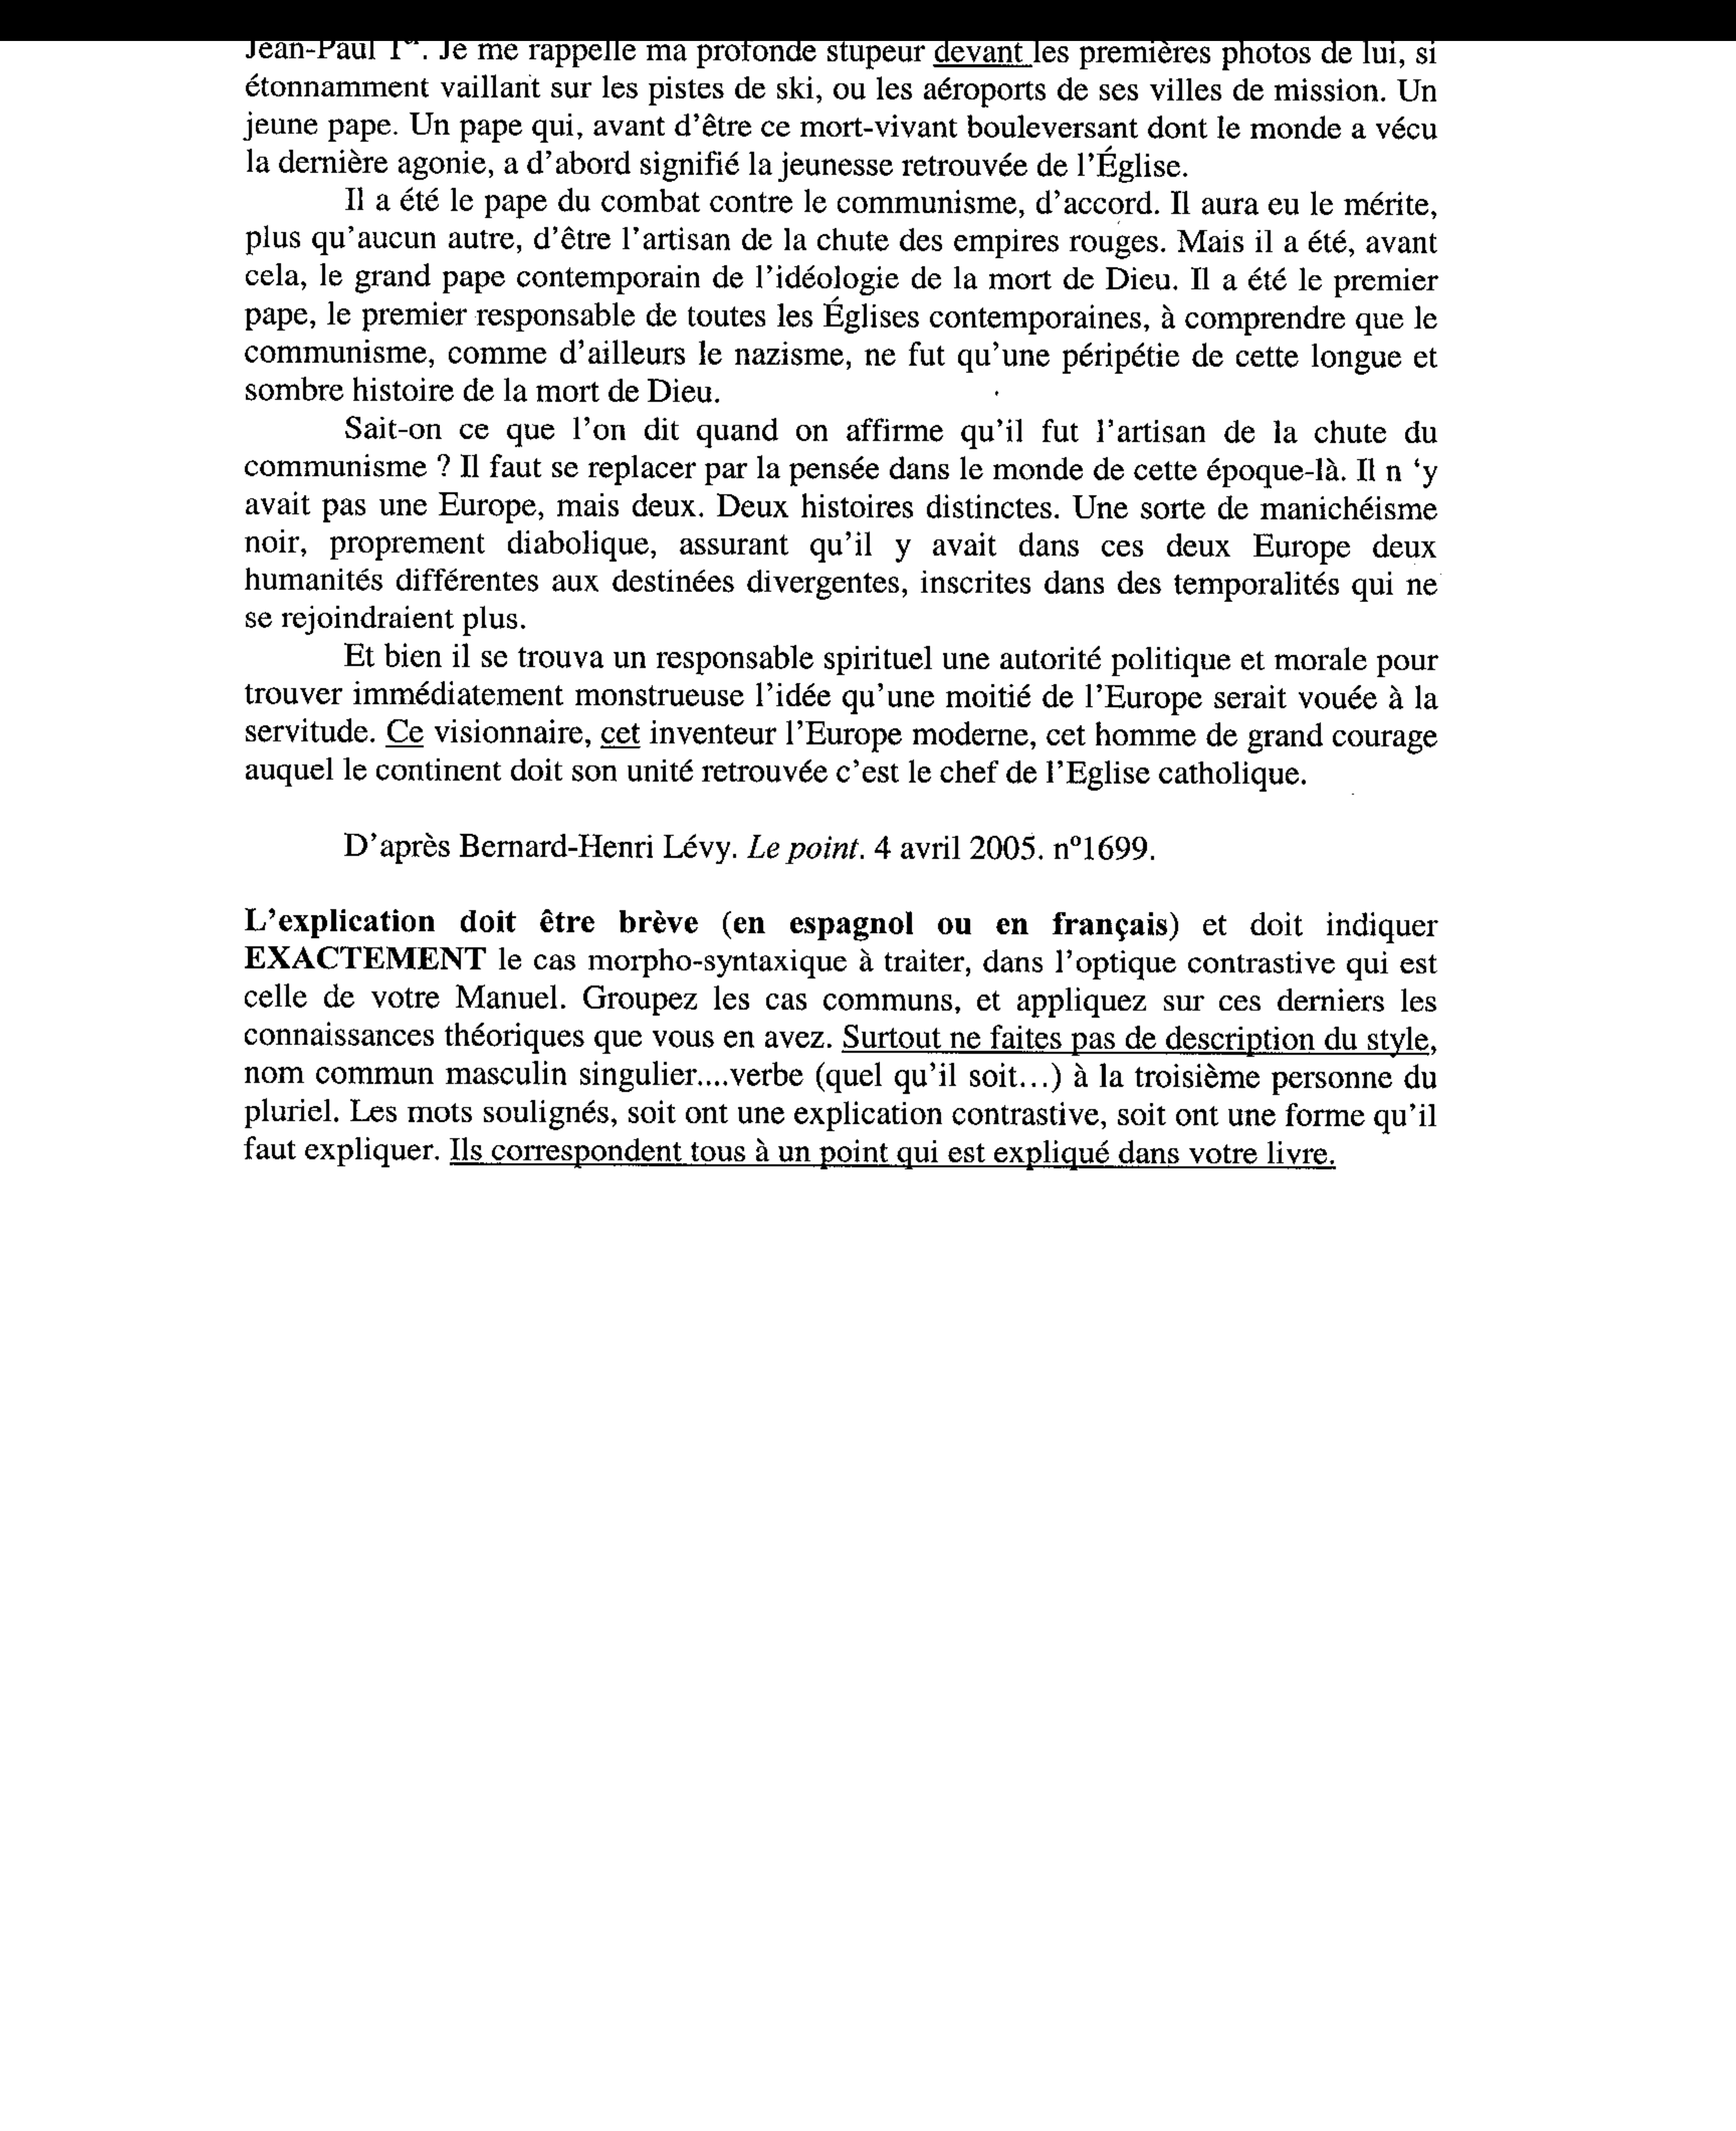 Jean-Paul 1er. Je me rappelle ma profonde stupeur devant les premières photos de lui, si
étonnamment vaillant sur les pistes de ski, ou les aéroports de ses villes de mission. Un
jeune pape. Un pape qui, avant d’être ce mort-vivant bouleversant dont le monde a vécu
la dernière agonie, a d’abord signifié la jeunesse retrouvée de l’Église.
Il a été le pape du combat contre le communisme, d’accord. Il aura eu le mérite,
plus qu’aucun autre, d’être l’artisan de la chute des empires rouges. Mais il a été, avant
cela, le grand pape contemporain de l’idéologie de la mort de Dieu. Il a été le premier
pape, le premier responsable de toutes les Églises contemporaines, à comprendre que le
communisme, comme d’ailleurs le nazisme, ne fut qu’une péripétie de cette longue et
sombre histoire de la mort de Dieu.
Sait-on ce que l’on dit quand on affirme qu’il fut l’artisan de la chute du
communisme ? Il faut se replacer par la pensée dans le monde de cette époque-là. Il n ‘y
avait pas une Europe, mais deux. Deux histoires distinctes. Une sorte de manichéisme
noir, proprement diabolique, assurant qu’il y avait dans ces deux Europe deux
humanités différentes aux destinées divergentes, inscrites dans des temporalités qui ne
se rejoindraient plus.
Et bien il se trouva un responsable spirituel une autorité politique et morale pour
trouver immédiatement monstrueuse l’idée qu’une moitié de l’Europe serait vouée à la
servitude. Ce visionnaire, cet inventeur l’Europe moderne, cet homme de grand courage
auquel le continent doit son unité retrouvée c’est le chef de l’Eglise catholique.
D’après Bernard-Henri Lévy. Le point. 4 avril 2005. nº1699.
L’explication doit être brève (en espagnol ou en français) et doit indiquer
EXACTEMENT le cas morpho-syntaxique à traiter, dans l’optique contrastive qui est
celle de votre Manuel. Groupez les cas communs, et appliquez sur ces derniers les
connaissances théoriques que vous en avez. Surtout ne faites pas de description du style,
nom commun masculin singulier....verbe (quel qu’il soit...) à la troisième personne du
pluriel. Les mots soulignés, soit ont une explication contrastive, soit ont une forme qu’il
faut expliquer. Ils correspondent tous à un point qui est expliqué dans votre livre.